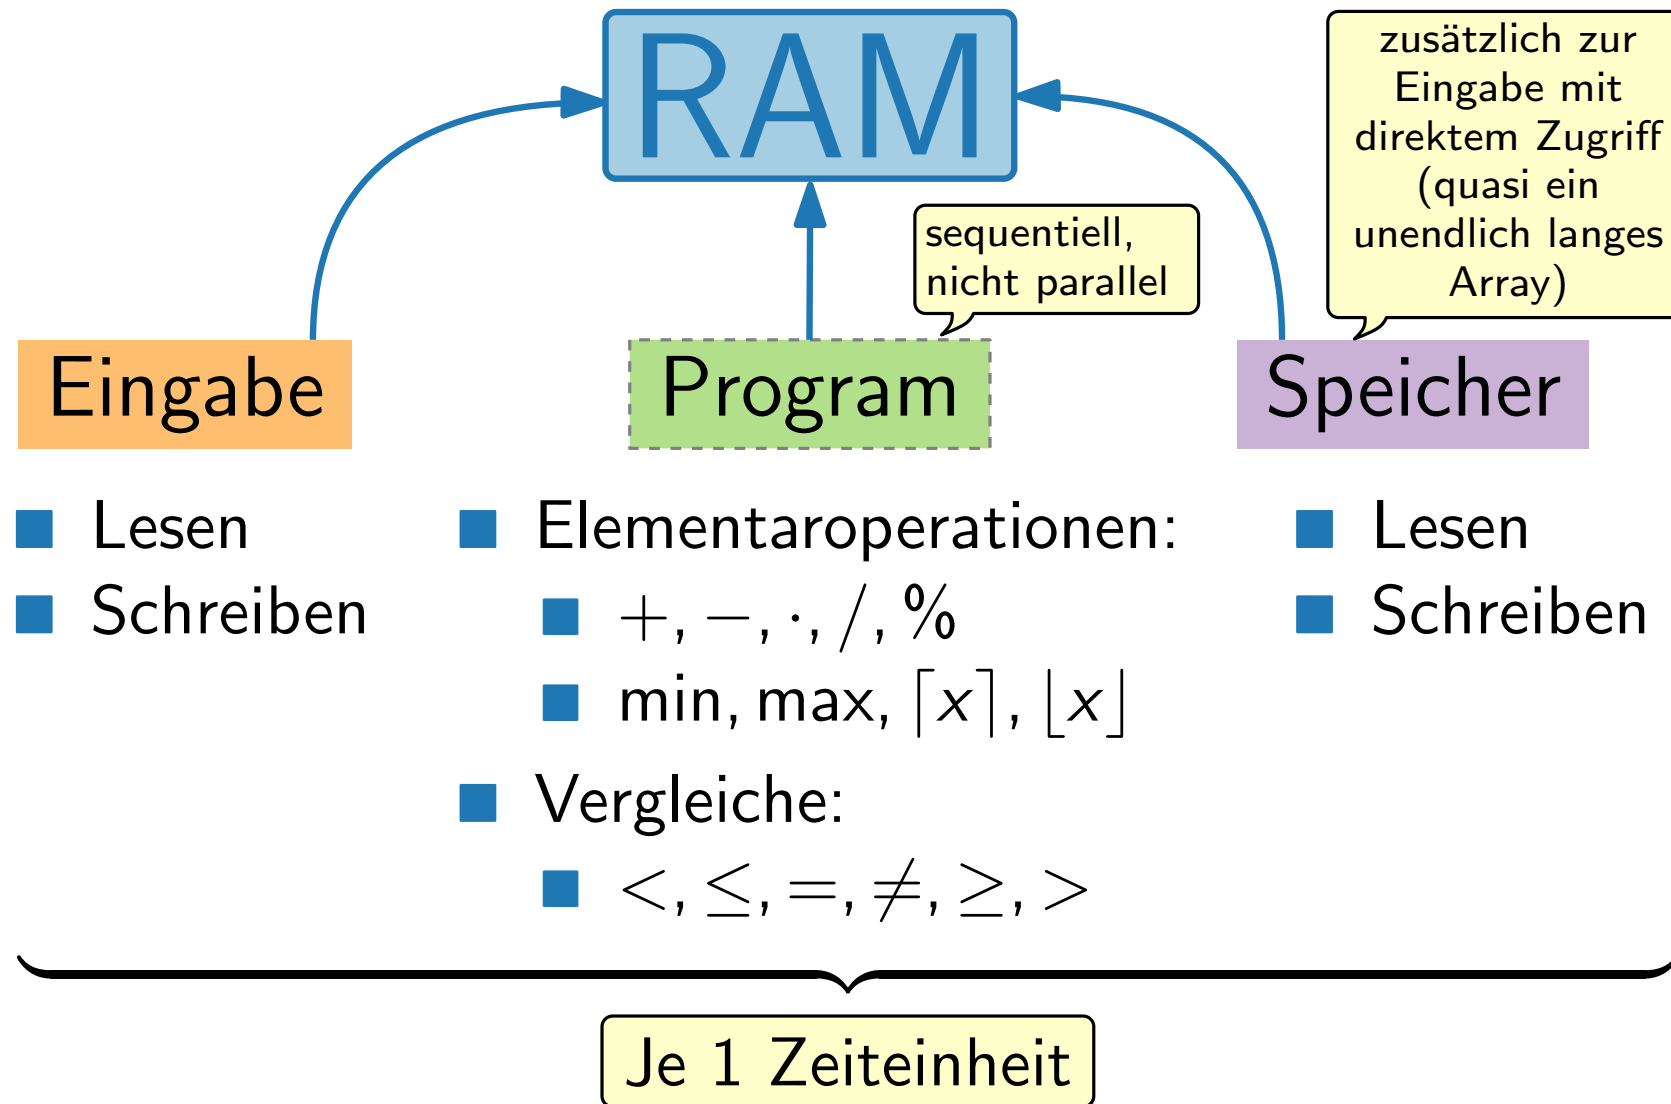 RAM
zusätzlich zur
Eingabe mit
direktem Zugriff
(quasi ein
unendlich langes
Array)
sequentiell,
nicht parallel
Eingabe
Program
Speicher
Lesen
Schreiben
Elementaroperationen:
+, −, ·, /, %
min, max, ⌈x⌉, ⌊x⌋
Vergleiche:
<, ≤, =, ≠, ≥, >
Lesen
Schreiben
Je 1 Zeiteinheit